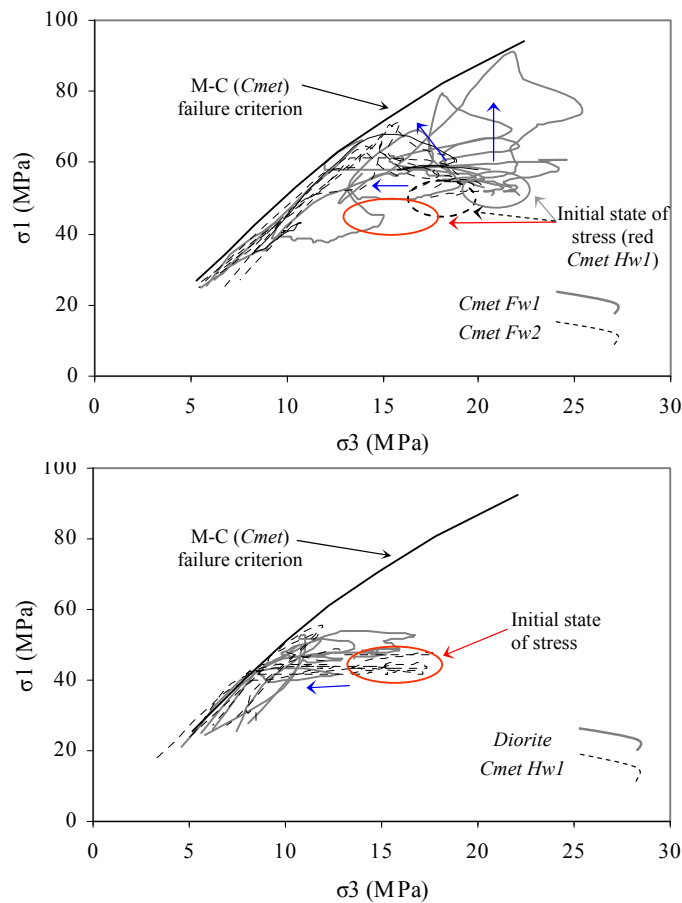 100
80
60
40
20
0
σ1 (MPa)
M-C (Cmet)
failure criterion
Initial state of
stress (red
Cmet Hw1)
Cmet Fw1
Cmet Fw2
0 5 10 15 20 25 30
σ3 (MPa)
100
80
60
40
20
0
σ1 (MPa)
M-C (Cmet)
failure criterion
Initial state
of stress
Diorite
Cmet Hw1
0 5 10 15 20 25 30
σ3 (MPa)